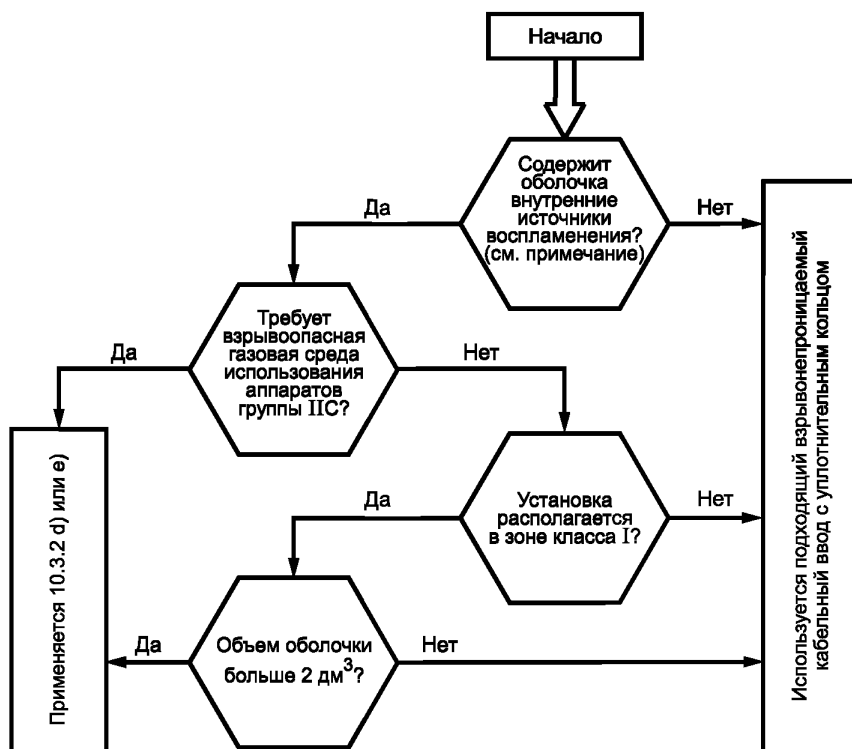 Начало
Содержит
оболочка
внутренние
источники
воспламенения?
(см. примечание)
Да
Нет
Требует
взрывоопасная
газовая среда
использования
аппаратов
группы IIC?
Да
Нет
Установка
располагается
в зоне класса I?
Да
Нет
Объем оболочки
больше 2 дм³?
Да
Нет
Применяется 10.3.2 d) или e)
Используется подходящий взрывонепроницаемый
кабельный ввод с уплотнительным кольцом